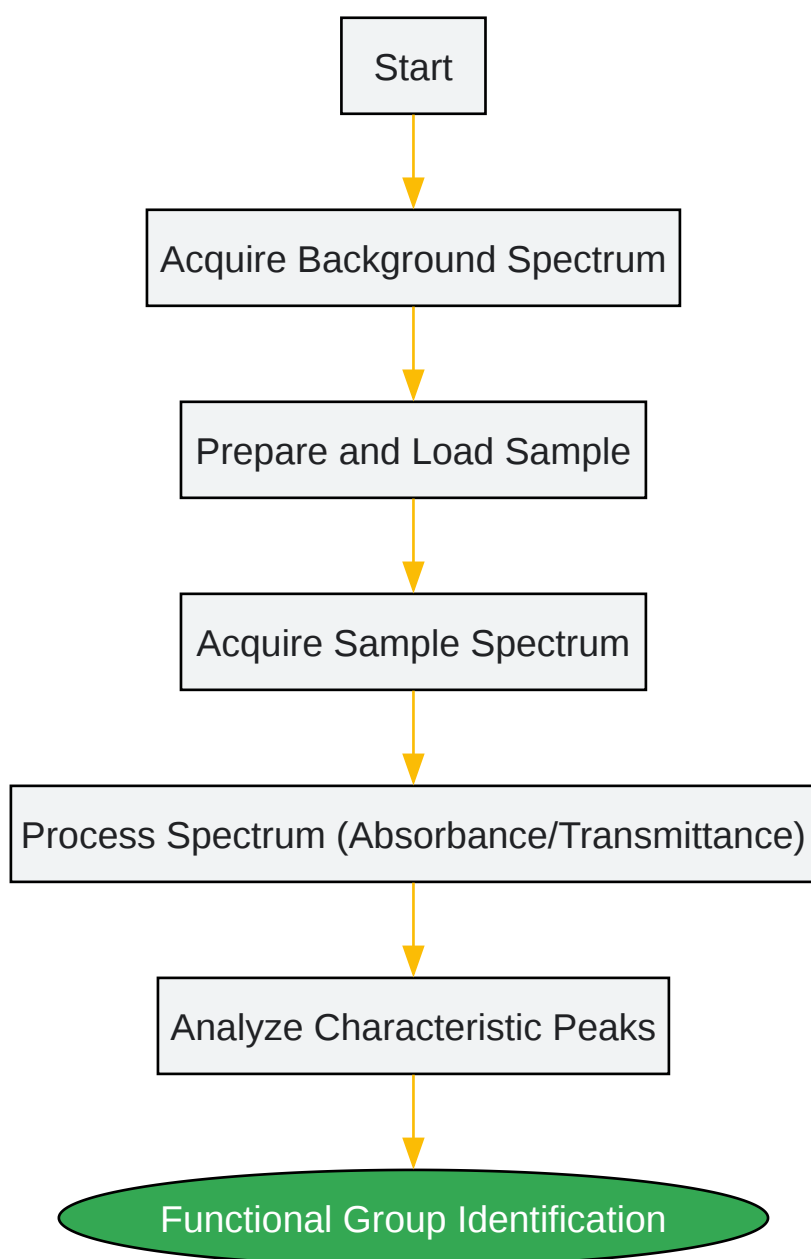 Start
Acquire Background Spectrum
Prepare and Load Sample
Acquire Sample Spectrum
Process Spectrum (Absorbance/Transmittance)
Analyze Characteristic Peaks
Functional Group Identification